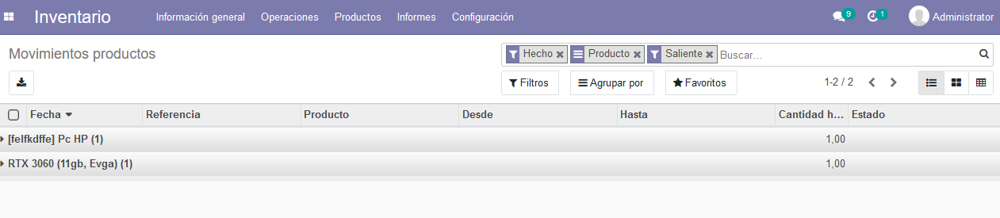 Inventario Información general Operaciones Productos Informes Configuración 9 1 Administrator
Movimientos productos Hecho Producto Saliente Buscar...
Filtros Agrupar por Favoritos 1-2 / 2
Fecha Referencia Producto Desde Hasta Cantidad h... Estado
[felfkdffe] Pc HP (1) 1,00
RTX 3060 (11gb, Evga) (1) 1,00